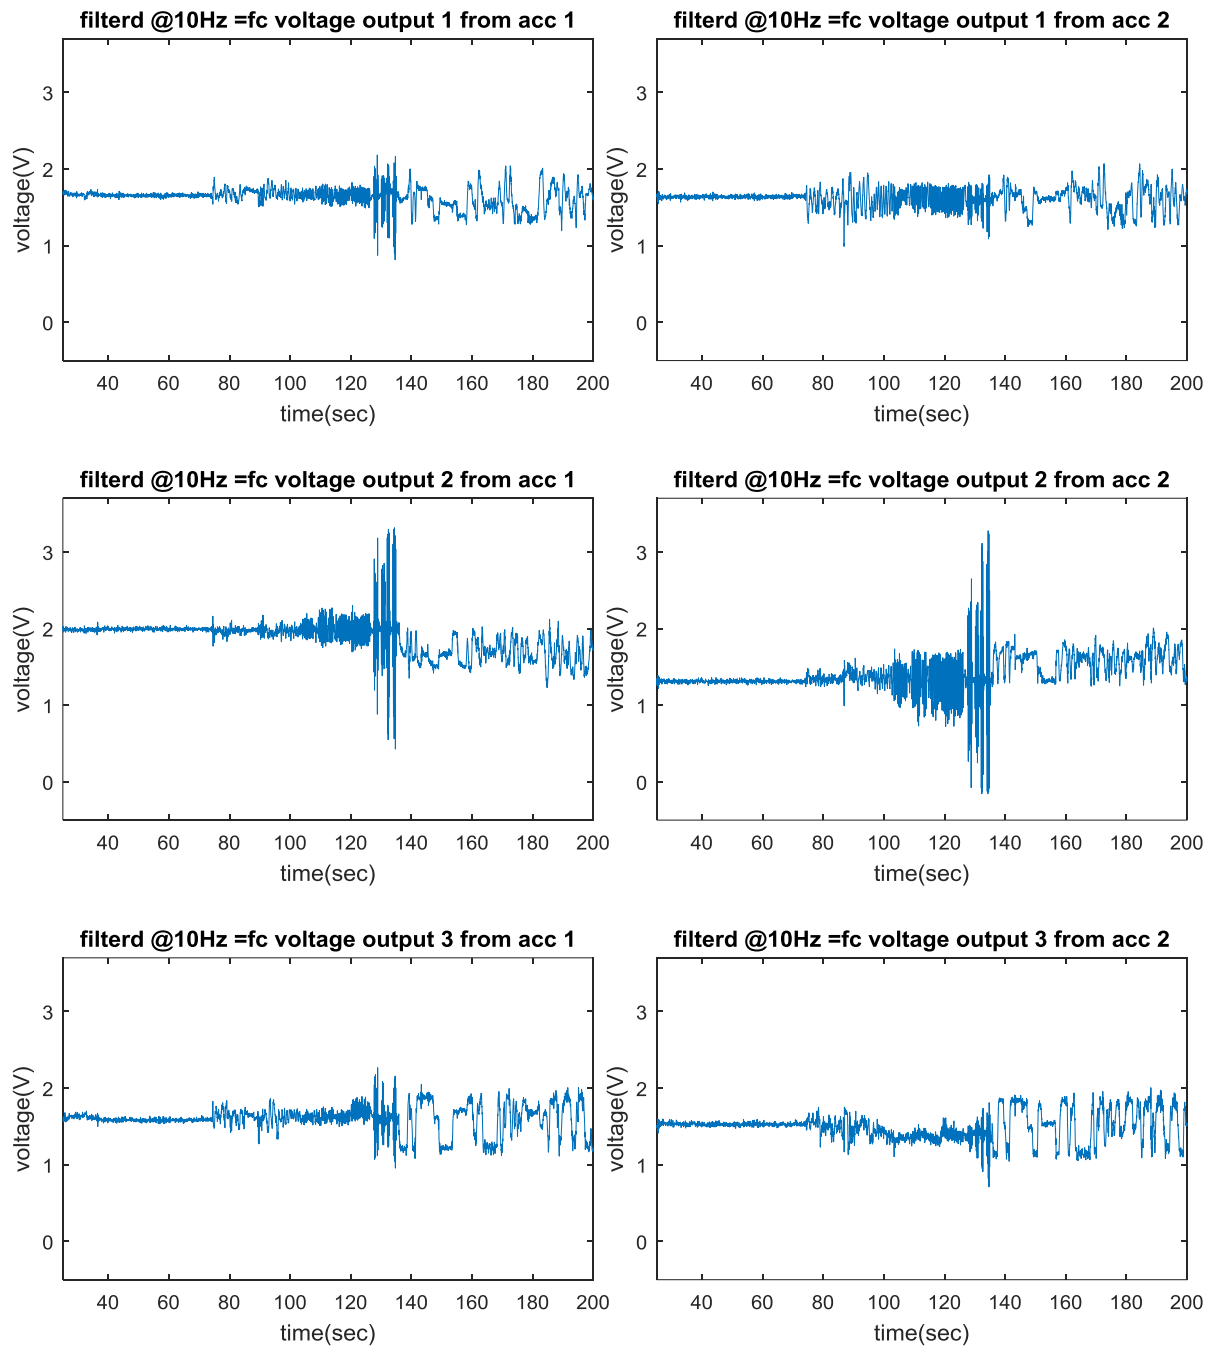 filterd @10Hz =fc voltage output 1 from acc 1
voltage(V)
3
2
1
0
40 60 80 100 120 140 160 180 200
time(sec)
filterd @10Hz =fc voltage output 1 from acc 2
voltage(V)
3
2
1
0
40 60 80 100 120 140 160 180 200
time(sec)
filterd @10Hz =fc voltage output 2 from acc 1
voltage(V)
3
2
1
0
40 60 80 100 120 140 160 180 200
time(sec)
filterd @10Hz =fc voltage output 2 from acc 2
voltage(V)
3
2
1
0
40 60 80 100 120 140 160 180 200
time(sec)
filterd @10Hz =fc voltage output 3 from acc 1
voltage(V)
3
2
1
0
40 60 80 100 120 140 160 180 200
time(sec)
filterd @10Hz =fc voltage output 3 from acc 2
voltage(V)
3
2
1
0
40 60 80 100 120 140 160 180 200
time(sec)